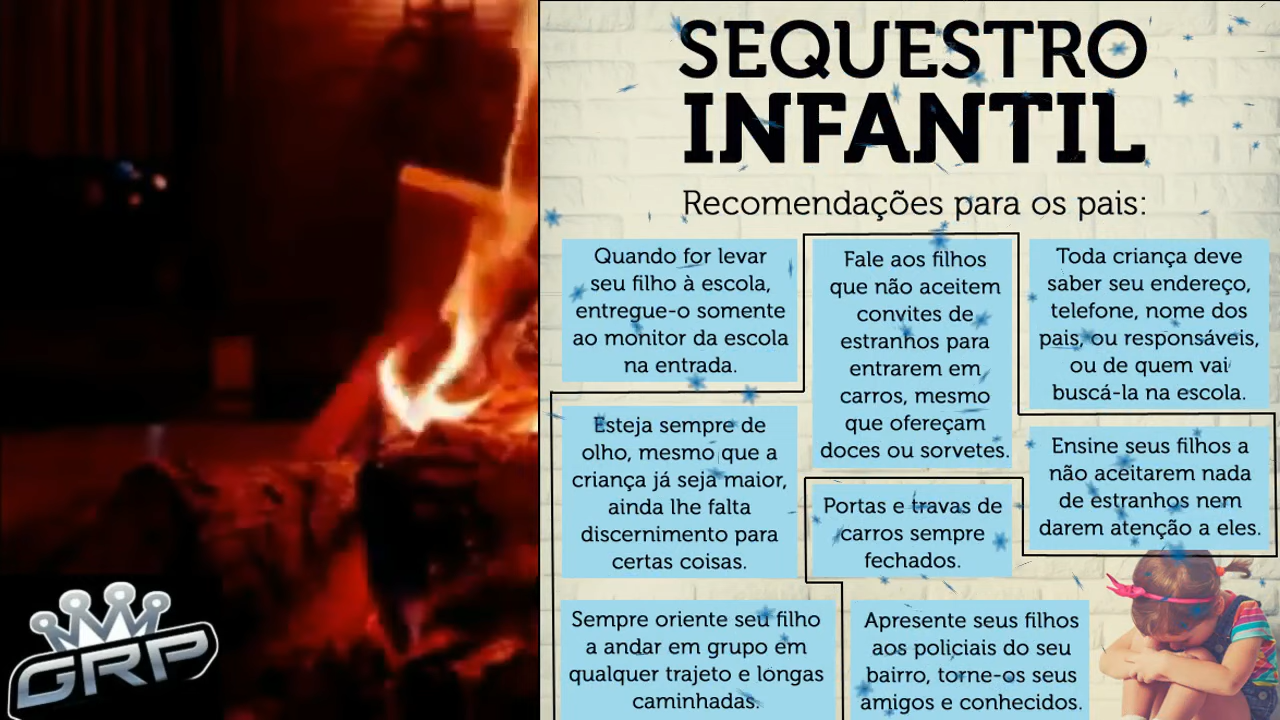 SEQUESTRO
INFANTIL
Recomendações para os pais:
Quando for levar
seu filho à escola,
entregue-o somente
ao monitor da escola
na entrada.
Fale aos filhos
que não aceitem
convites de
estranhos para
entrarem em
carros, mesmo
que ofereçam
doces ou sorvetes.
Toda criança deve
saber seu endereço,
telefone, nome dos
pais, ou responsáveis,
ou de quem vai
buscá-la na escola.
Esteja sempre de
olho, mesmo que a
criança já seja maior,
ainda lhe falta
discernimento para
certas coisas.
Portas e travas de
carros sempre
fechados.
Ensine seus filhos a
não aceitarem nada
de estranhos nem
darem atenção a eles.
Sempre oriente seu filho
a andar em grupo em
qualquer trajeto e longas
caminhadas.
Apresente seus filhos
aos policiais do seu
bairro, torne-os seus
amigos e conhecidos.
GRP